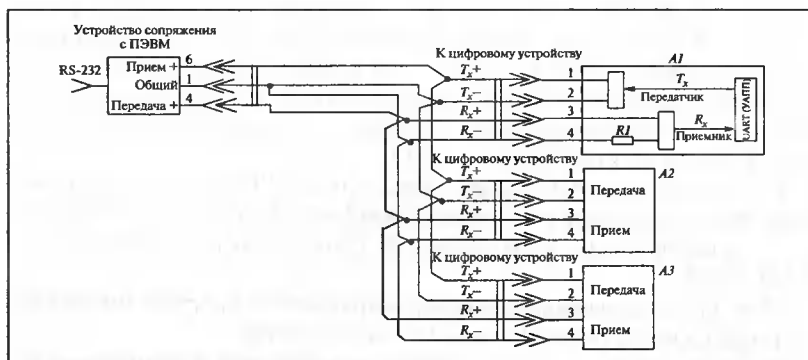 Устройство сопряжения
с ПЭВМ
RS-232
Прием +
6
Общий
1
Передача +
4
К цифровому устройству
Tx+
Tx−
Rx+
Rx−
1
2
3
4
A1
Tx
Передатчик
Rx
Приемник
R1
UART (УАПП)
К цифровому устройству
Tx+
Tx−
Rx+
Rx−
1
2
3
4
A2
Передача
Прием
К цифровому устройству
Tx+
Tx−
Rx+
Rx−
1
2
3
4
A3
Передача
Прием